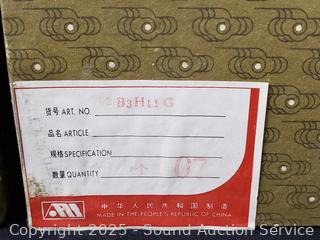 货号 ART. NO. B3H11 G
品名 ARTICLE
规格 SPECIFICATION
数量 QUANTITY 07
中华人民共和国制造
MADE IN THE PEOPLE'S REPUBLIC OF CHINA
Copyright 2025 - Sound Auction Service